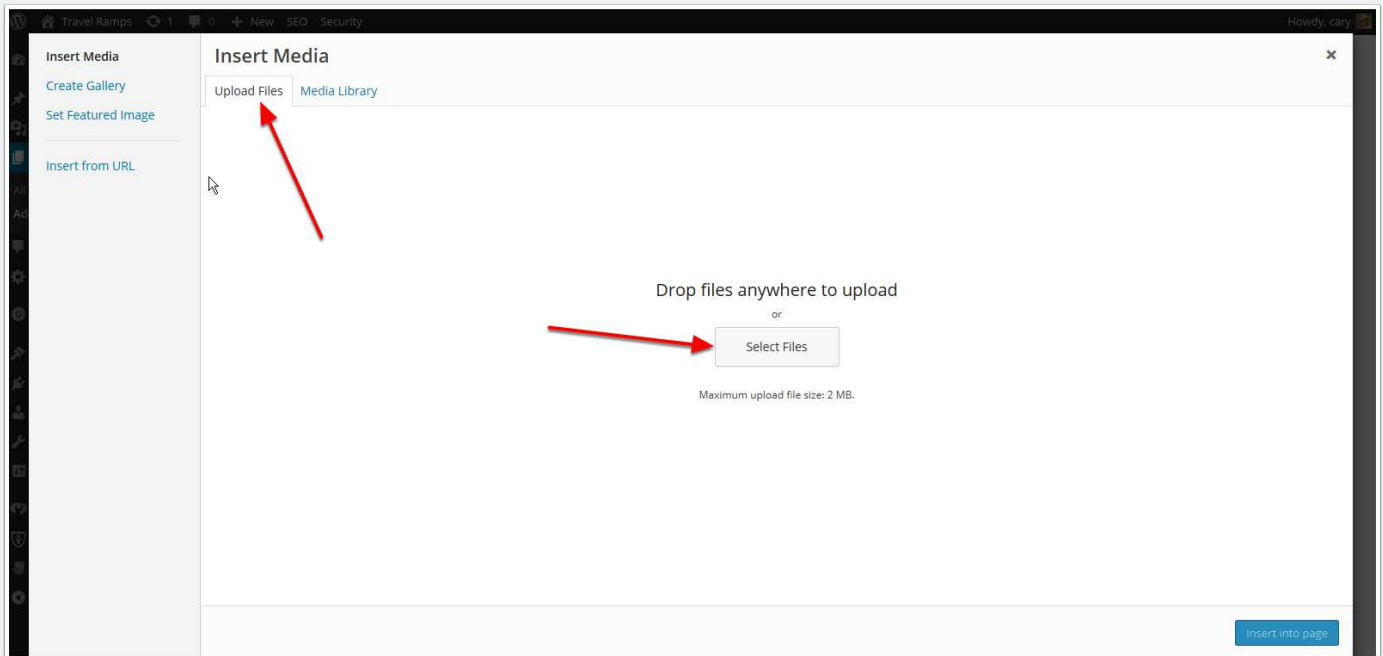 Travel Ramps 1 0 New SEO Security Howdy, cary
Insert Media
Create Gallery
Set Featured Image
Insert from URL
Insert Media
Upload Files Media Library
All
Ad
Drop files anywhere to upload
or
Select Files
Maximum upload file size: 2 MB.
Insert into page